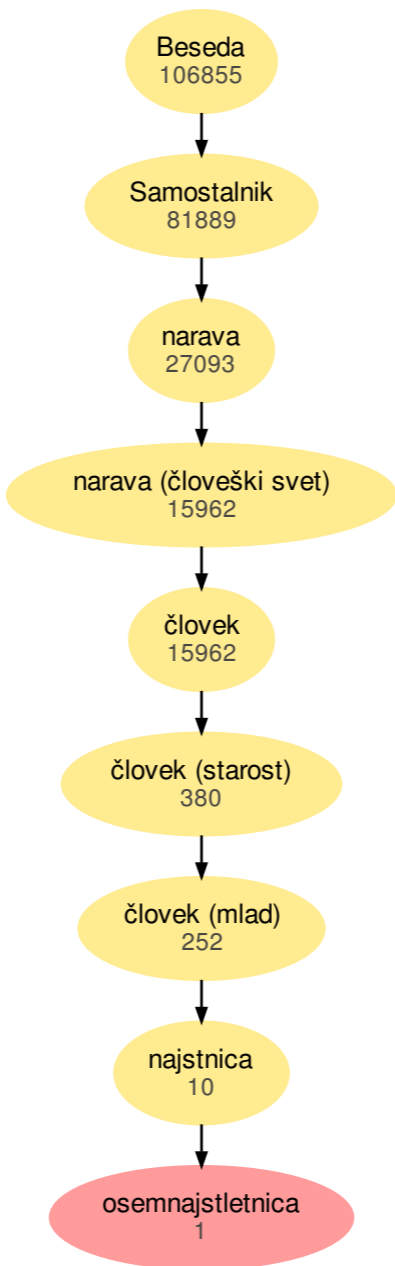 Beseda
106855
Samostalnik
81889
narava
27093
narava (človeški svet)
15962
človek
15962
človek (starost)
380
človek (mlad)
252
najstnica
10
osemnajstletnica
1